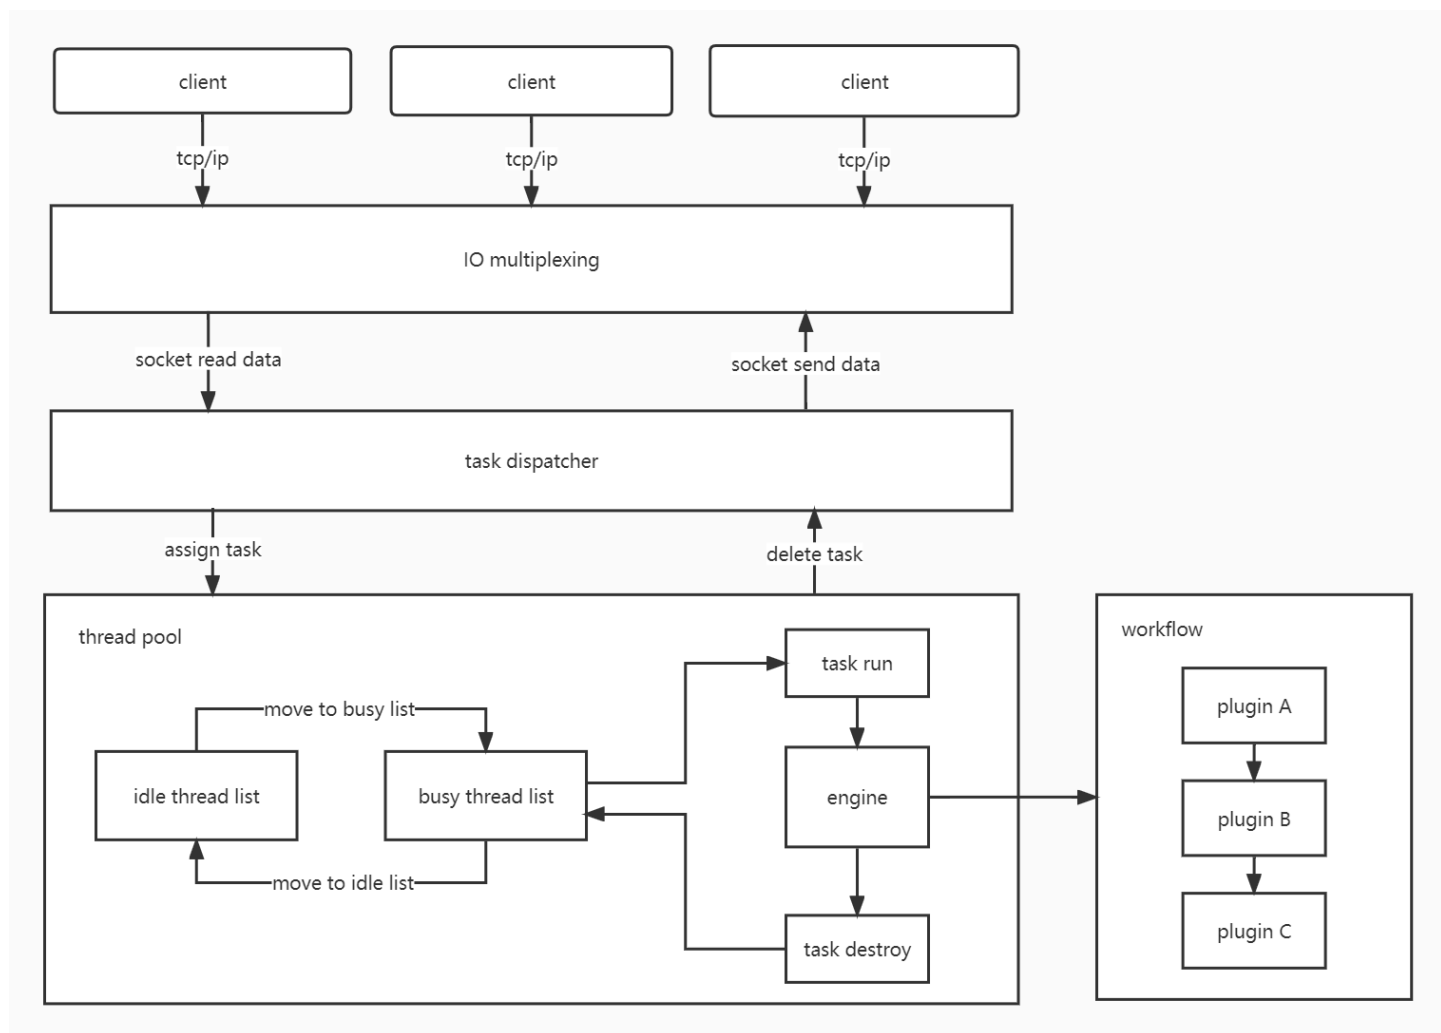 client
client
client
tcp/ip
tcp/ip
tcp/ip
IO multiplexing
socket read data
socket send data
task dispatcher
assign task
delete task
thread pool
move to busy list
idle thread list
busy thread list
move to idle list
task run
engine
task destroy
workflow
plugin A
plugin B
plugin C